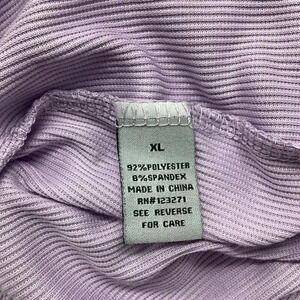 XL
92%POLYESTER
8%SPANDEX
MADE IN CHINA
RN#123271
SEE REVERSE
FOR CARE